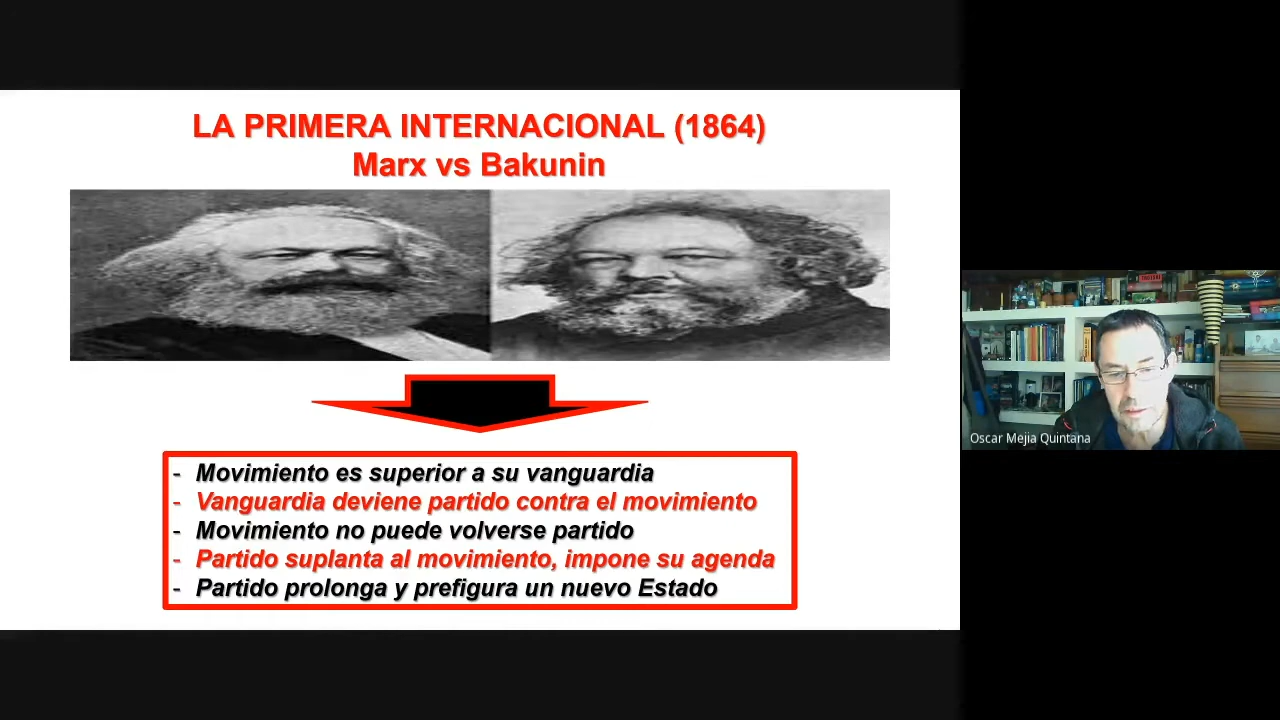 LA PRIMERA INTERNACIONAL (1864)
Marx vs Bakunin
- Movimiento es superior a su vanguardia
- Vanguardia deviene partido contra el movimiento
- Movimiento no puede volverse partido
- Partido suplanta al movimiento, impone su agenda
- Partido prolonga y prefigura un nuevo Estado
Oscar Mejia Quintana